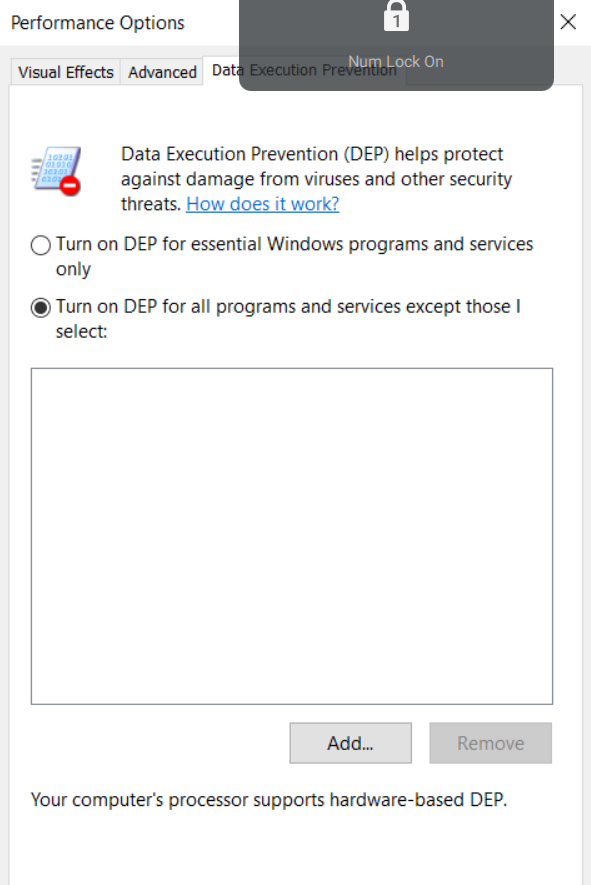 Performance Options
1
Num Lock On
Visual Effects
Advanced
Data Execution Prevention
Data Execution Prevention (DEP) helps protect
against damage from viruses and other security
threats. How does it work?
Turn on DEP for essential Windows programs and services
only
Turn on DEP for all programs and services except those I
select:
Add...
Remove
Your computer's processor supports hardware-based DEP.